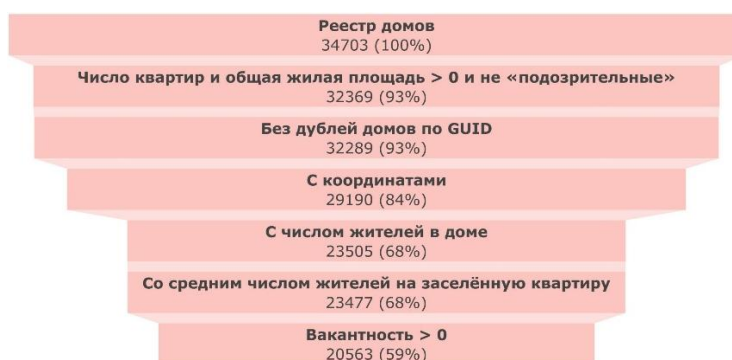 Реестр домов
34703 (100%)
Число квартир и общая жилая площадь > 0 и не «подозрительные»
32369 (93%)
Без дублей домов по GUID
32289 (93%)
С координатами
29190 (84%)
С числом жителей в доме
23505 (68%)
Со средним числом жителей на заселённую квартиру
23477 (68%)
Вакантность > 0
20563 (59%)